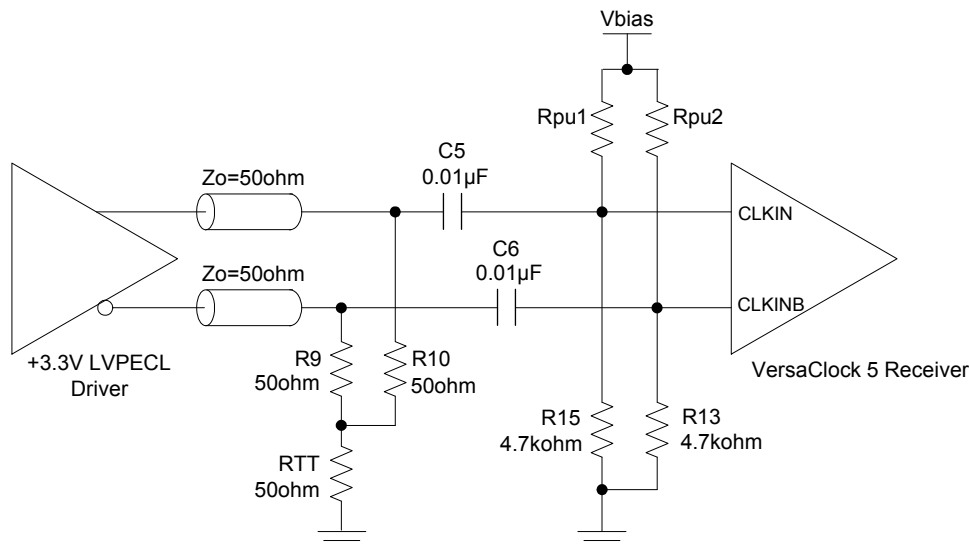 Vbias
Rpu1
Rpu2
C5
0.01µF
Zo=50ohm
CLKIN
C6
0.01µF
Zo=50ohm
CLKINB
+3.3V LVPECL
Driver
R9
50ohm
R10
50ohm
VersaClock 5 Receiver
R15
4.7kohm
R13
4.7kohm
RTT
50ohm